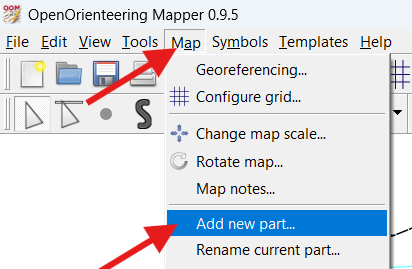 OpenOrienteering Mapper 0.9.5
File Edit View Tools Map Symbols Templates Help
Georeferencing...
Configure grid...
Change map scale...
Rotate map...
Map notes...
Add new part...
Rename current part...